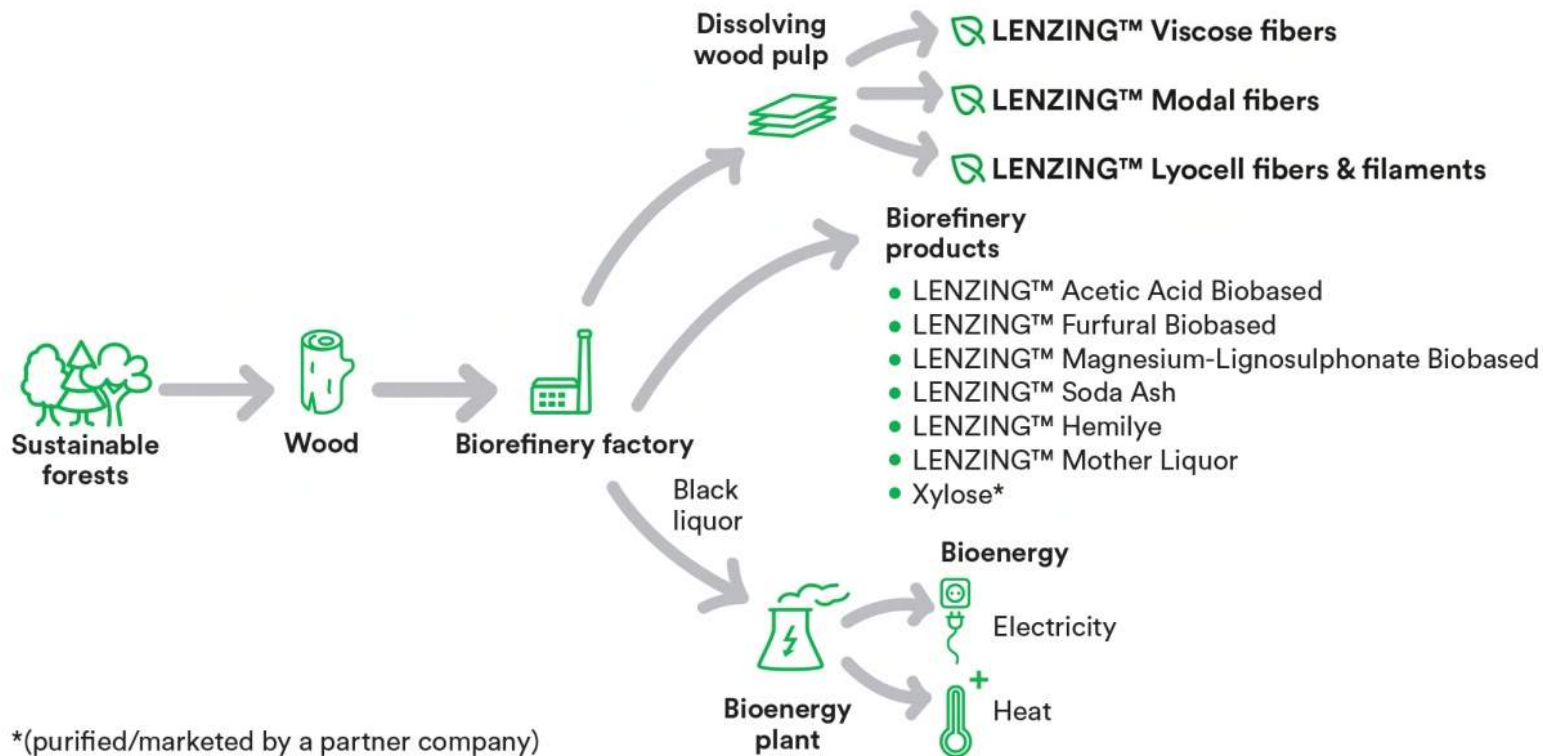 Sustainable
forests
Wood
Biorefinery factory
Dissolving
wood pulp
LENZING™ Viscose fibers
LENZING™ Modal fibers
LENZING™ Lyocell fibers & filaments
Biorefinery
products
LENZING™ Acetic Acid Biobased
LENZING™ Furfural Biobased
LENZING™ Magnesium-Lignosulphonate Biobased
LENZING™ Soda Ash
LENZING™ Hemilye
LENZING™ Mother Liquor
Xylose*
Black
liquor
Bioenergy
plant
Bioenergy
Electricity
Heat
*(purified/marketed by a partner company)